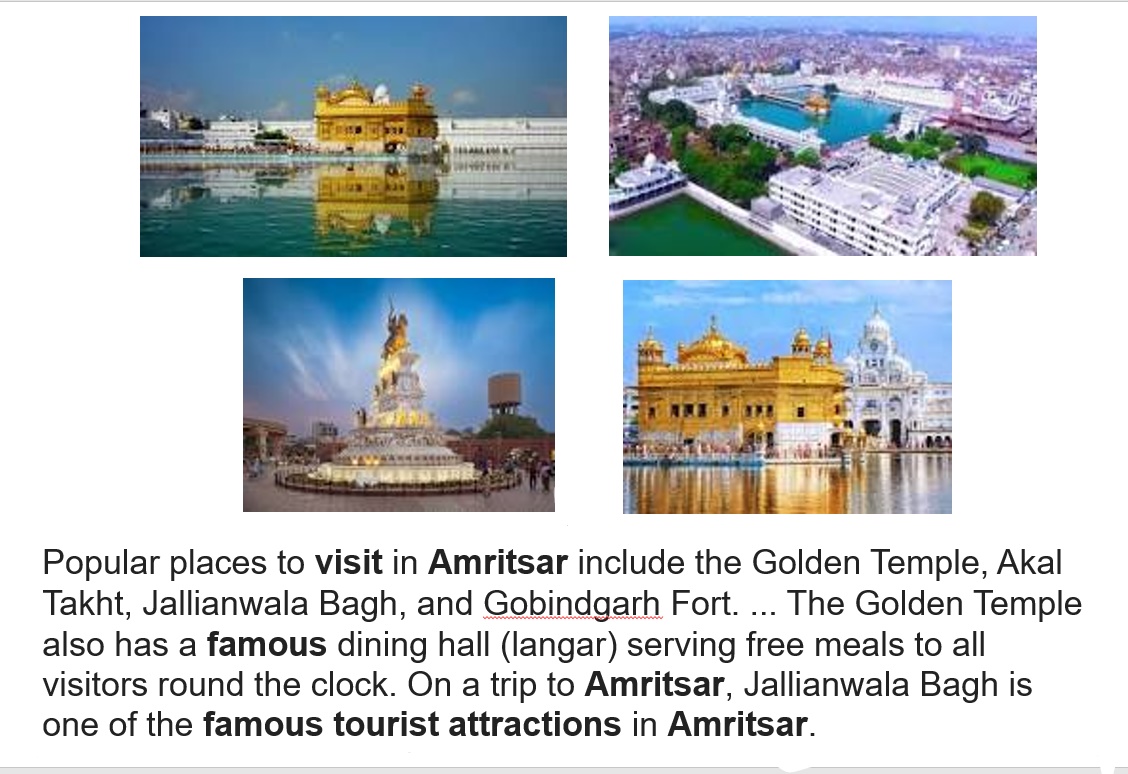 Popular places to visit in Amritsar include the Golden Temple, Akal
Takht, Jallianwala Bagh, and Gobindgarh Fort. ... The Golden Temple
also has a famous dining hall (langar) serving free meals to all
visitors round the clock. On a trip to Amritsar, Jallianwala Bagh is
one of the famous tourist attractions in Amritsar.